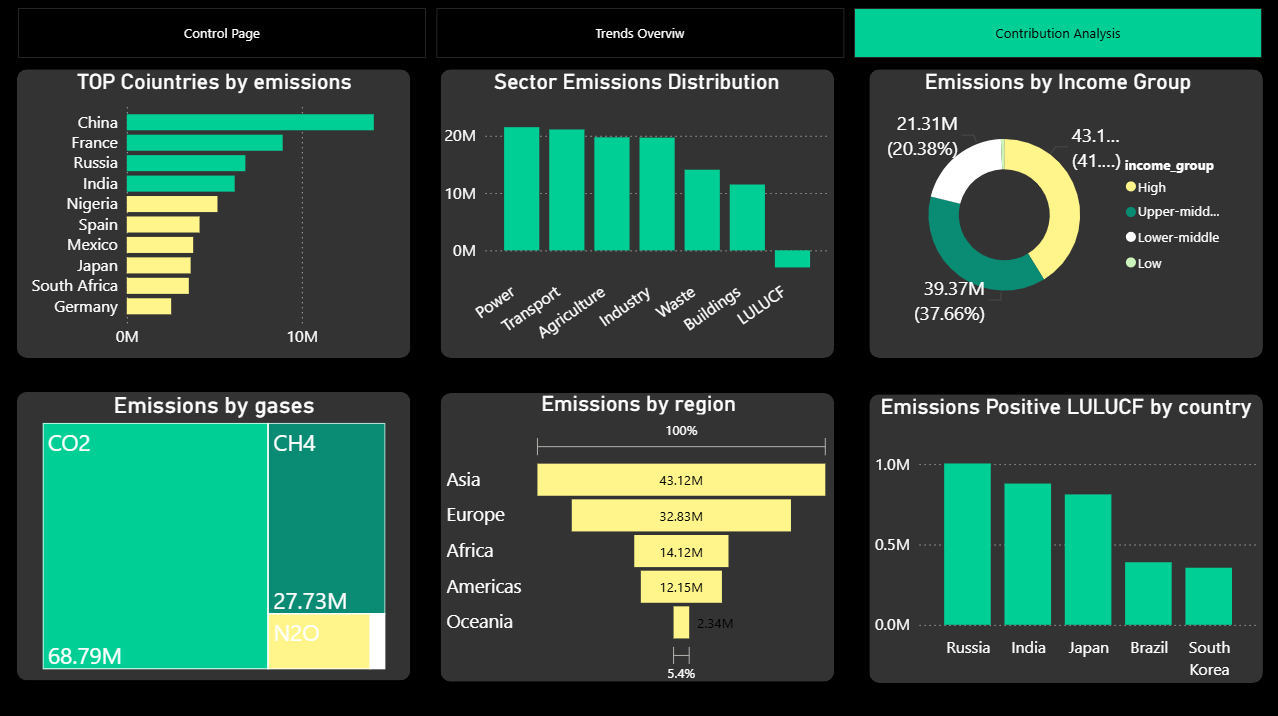 Control Page
Trends Overviw
Contribution Analysis
TOP Coiuntries by emissions
China
France
Russia
India
Nigeria
Spain
Mexico
Japan
South Africa
Germany
0M
10M
Sector Emissions Distribution
20M
10M
0M
Power
Transport
Agriculture
Industry
Waste
Buildings
LULUCF
Emissions by Income Group
21.31M
(20.38%)
43.1...
(41....)
39.37M
(37.66%)
income_group
High
Upper-midd...
Lower-middle
Low
Emissions by gases
CO2
68.79M
CH4
27.73M
N2O
Emissions by region
100%
Asia
43.12M
Europe
32.83M
Africa
14.12M
Americas
12.15M
Oceania
2.34M
5.4%
Emissions Positive LULUCF by country
1.0M
0.5M
0.0M
Russia
India
Japan
Brazil
South
Korea